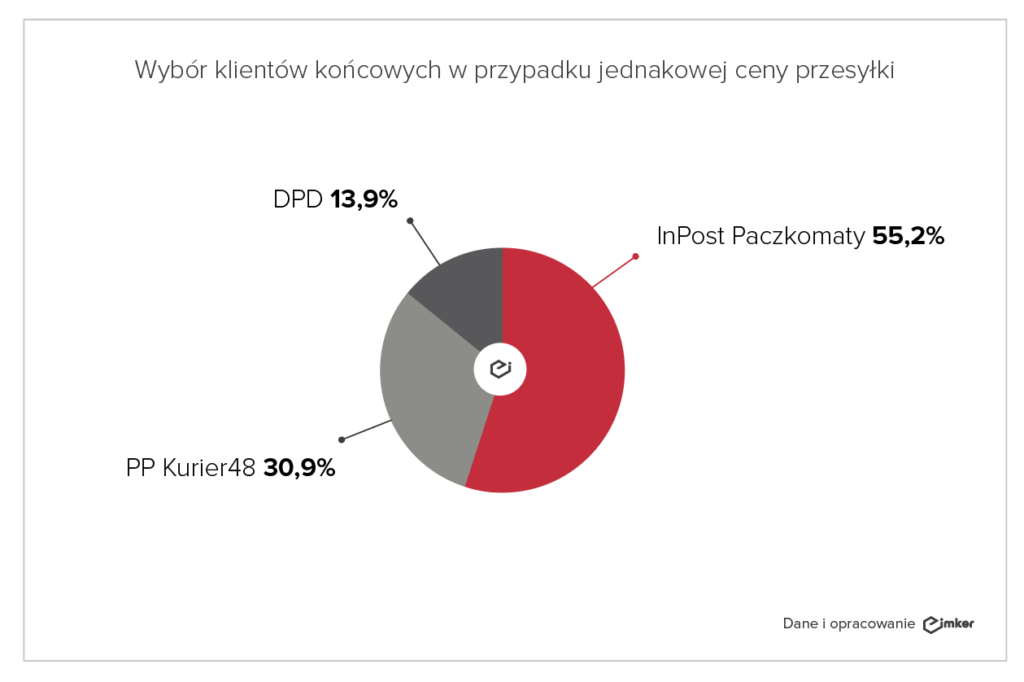 Wybór klientów końcowych w przypadku jednakowej ceny przesyłki
DPD 13,9%
InPost Paczkomaty 55,2%
PP Kurier48 30,9%
Dane i opracowanie eimker